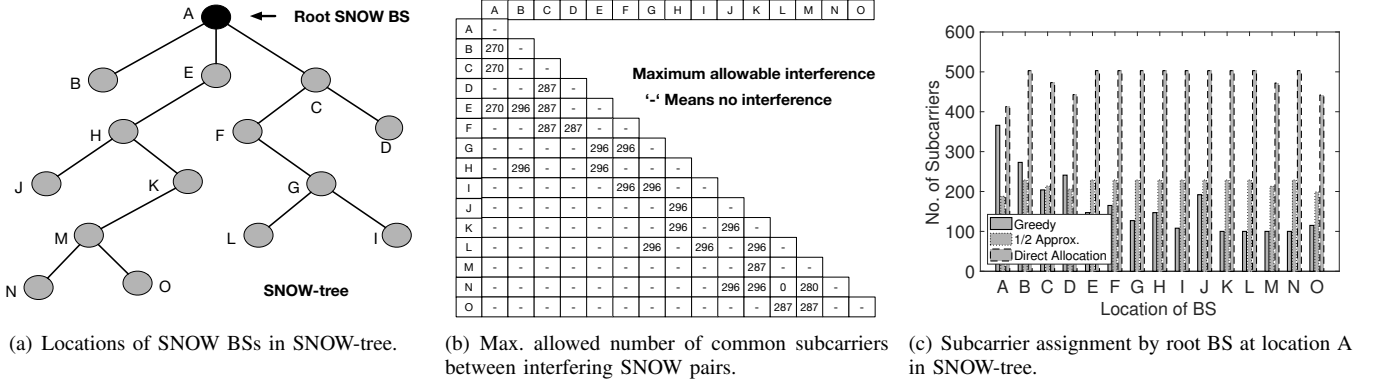 A
Root SNOW BS
B
E
C
H
F
D
J
K
G
M
L
I
N
O
SNOW-tree
(a) Locations of SNOW BSs in SNOW-tree.
A B C D E F G H I J K L M N O
A -
B 270 -
C 270 - -
D - - 287 -
E 270 296 287 - -
F - - 287 287 - -
G - - - - 296 296 -
H - 296 - - 296 - - -
I - - - - - 296 296 - -
J - - - - - - - 296 - -
K - - - - - - - 296 - 296 -
L - - - - - - 296 - 296 - 296 -
M - - - - - - - - - - 287 - -
N - - - - - - - - - 296 296 0 280 -
O - - - - - - - - - - - 287 287 - -
Maximum allowable interference
'-' Means no interference
(b) Max. allowed number of common subcarriers
between interfering SNOW pairs.
No. of Subcarriers
600
500
400
300
200
100
0
Greedy
1/2 Approx.
Direct Allocation
A B C D E F G H I J K L M N O
Location of BS
(c) Subcarrier assignment by root BS at location A
in SNOW-tree.